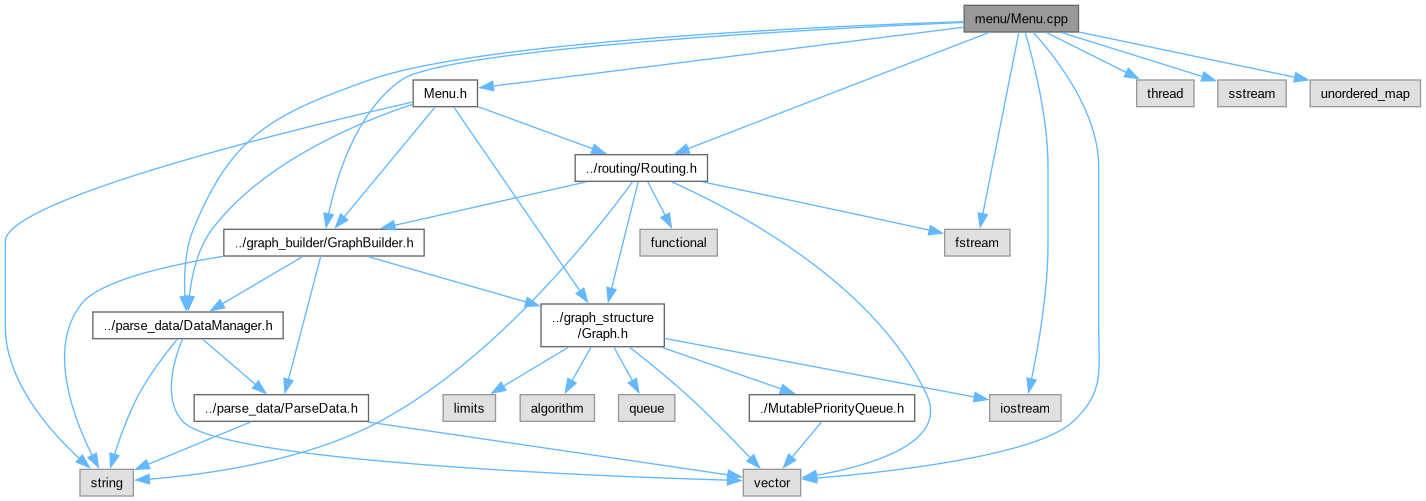 menu/Menu.cpp
Menu.h
thread
sstream
unordered_map
../routing/Routing.h
../graph_builder/GraphBuilder.h
functional
fstream
../parse_data/DataManager.h
../graph_structure
/Graph.h
../parse_data/ParseData.h
limits
algorithm
queue
./MutablePriorityQueue.h
iostream
string
vector